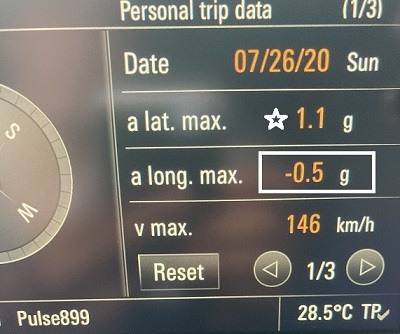 Personal trip data (1/3)
Date 07/26/20 Sun
S
a lat. max. 1.1 g
a long. max. -0.5 g
W
v max. 146 km/h
Reset 1/3
Pulse899 28.5°C TP